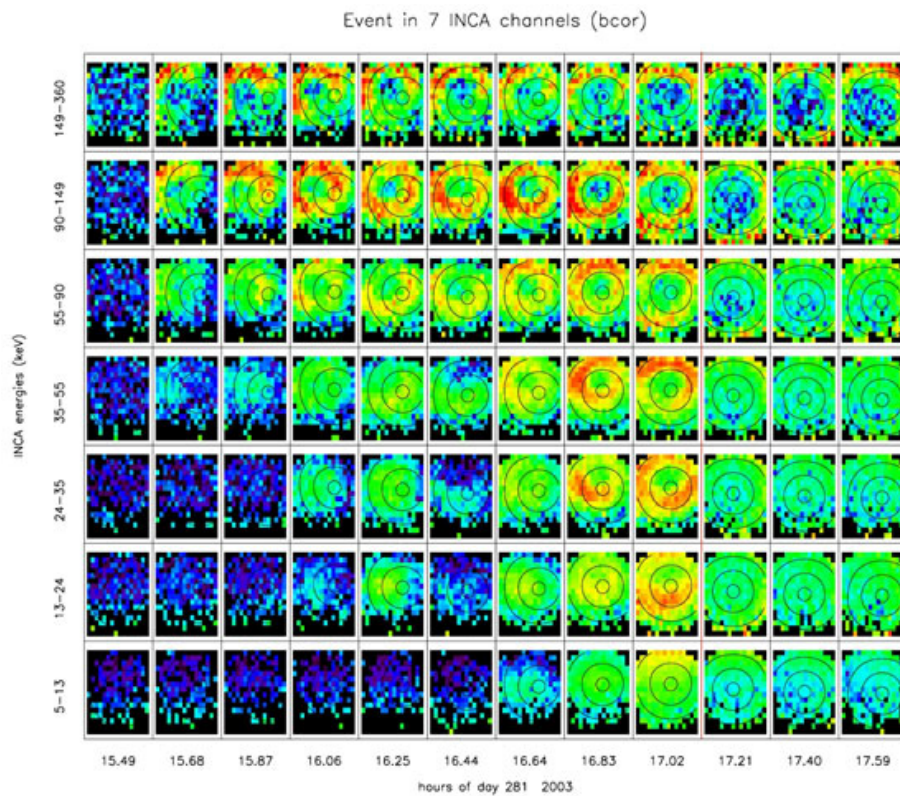 Event in 7 INCA channels (bcor)
INCA energies (keV)
149-360
90-149
55-90
35-55
24-35
13-24
5-13
15.49 15.68 15.87 16.06 16.25 16.44 16.64 16.83 17.02 17.21 17.40 17.59
hours of day 281 2003